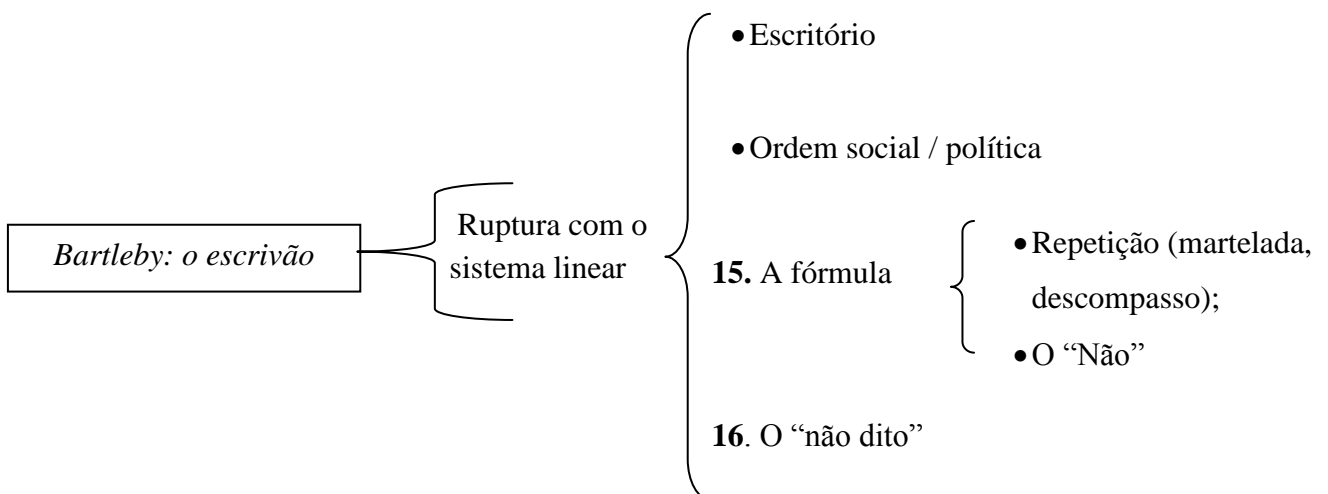 Bartleby: o escrivão
Ruptura com o
sistema linear
• Escritório
• Ordem social / política
15. A fórmula
• Repetição (martelada,
descompasso);
• O “Não”
16. O “não dito”